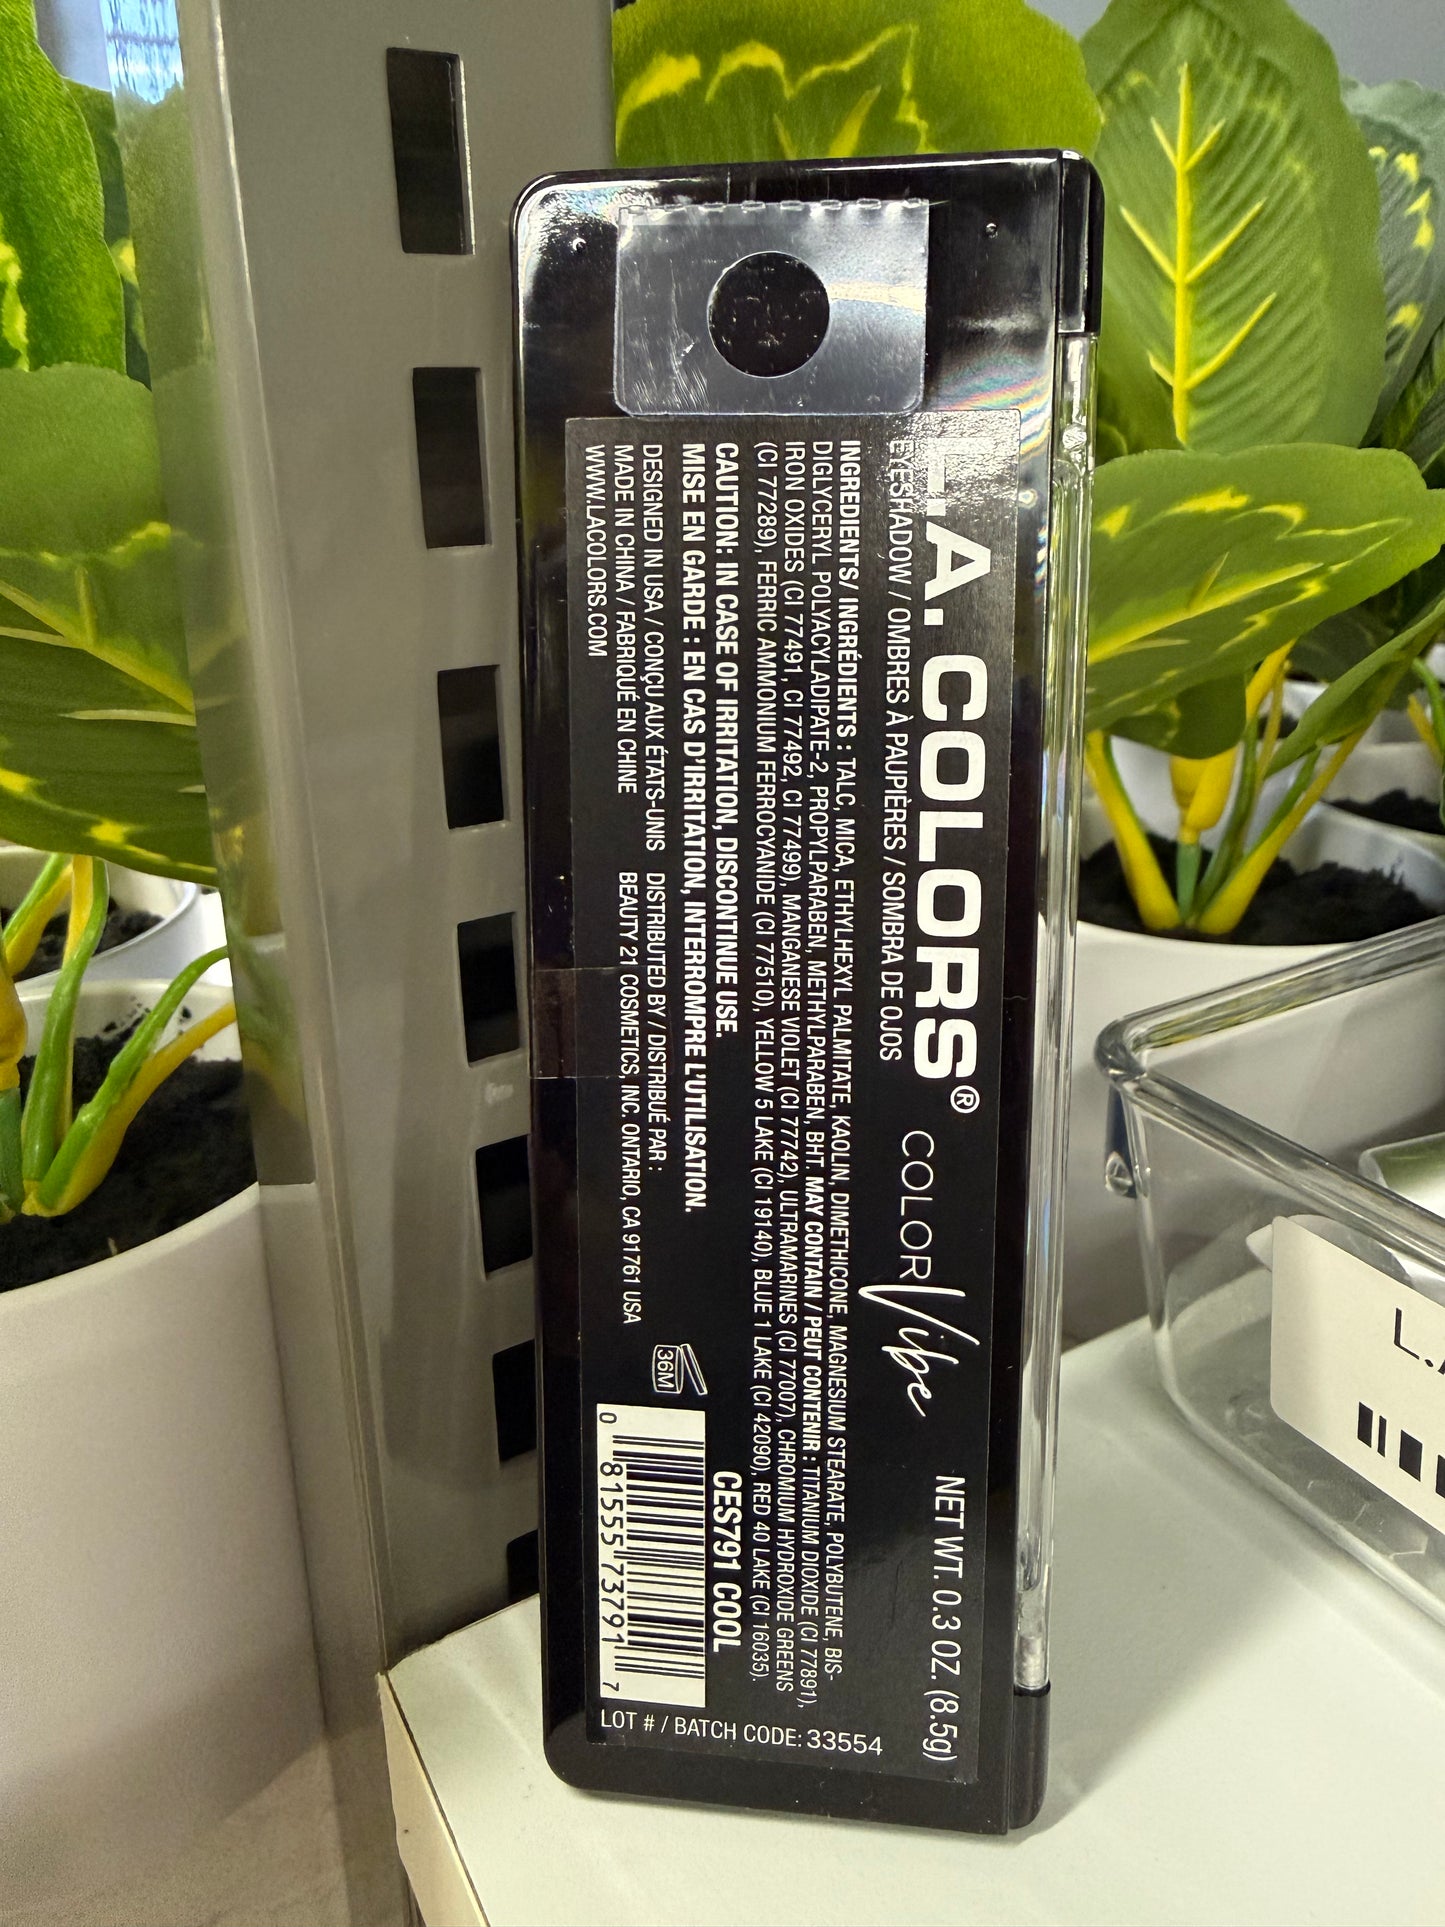 L.A. COLORS® COLOR Vibe NET WT. 0.3 OZ. (8.5g)
EYESHADOW / OMBRES À PAUPIÈRES / SOMBRA DE OJOS
INGREDIENTS/ INGRÉDIENTS : TALC, MICA, ETHYLHEXYL PALMITATE, KAOLIN, DIMETHICONE, MAGNESIUM STEARATE, POLYBUTENE, BIS-
DIGLYCERYL POLYACYLADIPATE-2, PROPYLPARABEN, METHYLPARABEN, BHT. MAY CONTAIN / PEUT CONTENIR : TITANIUM DIOXIDE (CI 77891),
IRON OXIDES (CI 77491, CI 77492, CI 77499), MANGANESE VIOLET (CI 77742), ULTRAMARINES (CI 77007), CHROMIUM HYDROXIDE GREENS
(CI 77289), FERRIC AMMONIUM FERROCYANIDE (CI 77510), YELLOW 5 LAKE (CI 19140), BLUE 1 LAKE (CI 42090), RED 40 LAKE (CI 16035).
CAUTION: IN CASE OF IRRITATION, DISCONTINUE USE.
MISE EN GARDE : EN CAS D'IRRITATION, INTERROMPRE L'UTILISATION.
DESIGNED IN USA / CONÇU AUX ÉTATS-UNIS
MADE IN CHINA / FABRIQUÉ EN CHINE
WWW.LACOLORS.COM
DISTRIBUTED BY / DISTRIBUÉ PAR :
BEAUTY 21 COSMETICS, INC. ONTARIO, CA 91761 USA
36M
CES791 COOL
0 81555 73791 7
LOT # / BATCH CODE: 33554